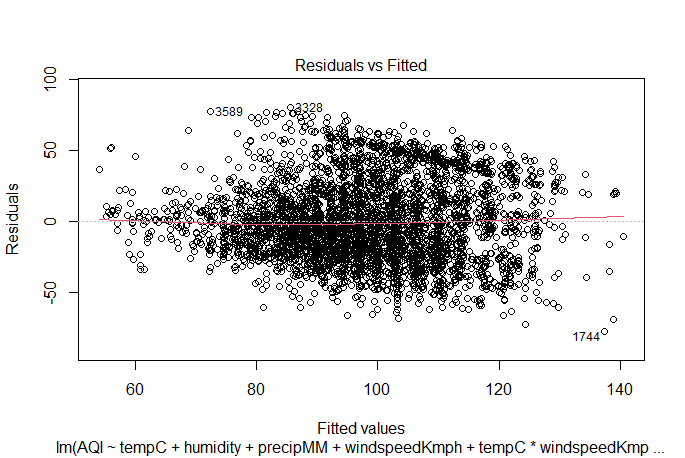 Residuals vs Fitted
Residuals
100
50
0
-50
3589
3328
1744
60 80 100 120 140
Fitted values
lm(AQI ~ tempC + humidity + precipMM + windspeedKmph + tempC * windspeedKmp ...